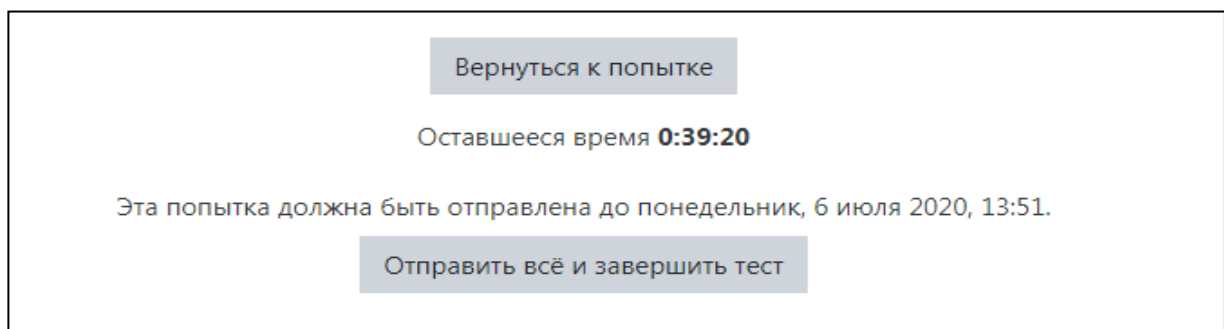 Вернуться к попытке
Оставшееся время 0:39:20
Эта попытка должна быть отправлена до понедельник, 6 июля 2020, 13:51.
Отправить всё и завершить тест